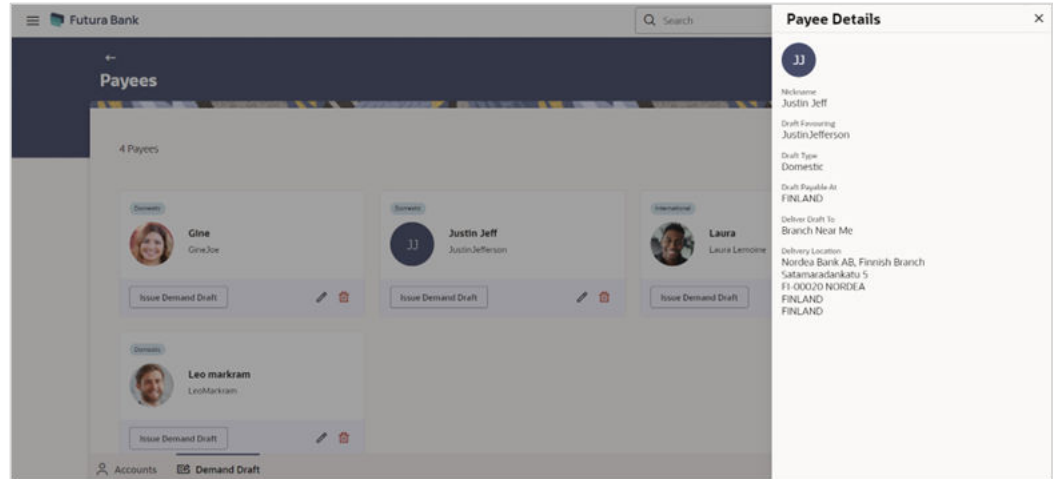 Futura Bank
Search
Payees
4 Payees
Domestic
Gine
GineJoe
Issue Demand Draft
Domestic
JJ
Justin Jeff
JustinJefferson
Issue Demand Draft
International
Laura
Laura Lemoine
Issue Demand Draft
Domestic
Leo markram
LeoMarkram
Issue Demand Draft
Accounts
Demand Draft
Payee Details
JJ
Nickname
Justin Jeff
Draft Favouring
JustinJefferson
Draft Type
Domestic
Draft Payable At
FINLAND
Deliver Draft To
Branch Near Me
Delivery Location
Nordea Bank AB, Finnish Branch
Satamaradankatu 5
FI-00020 NORDEA
FINLAND
FINLAND